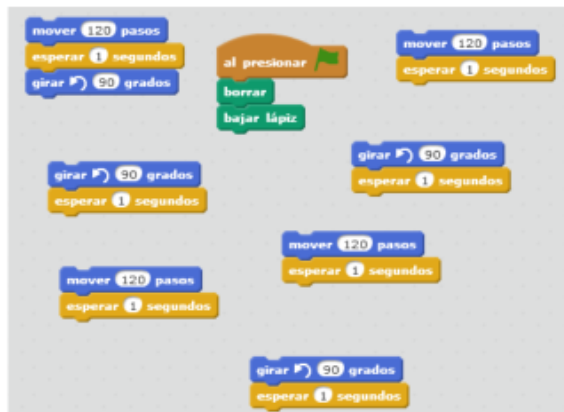 mover 120 pasos
esperar 1 segundos
girar 90 grados
al presionar
borrar
bajar lápiz
mover 120 pasos
esperar 1 segundos
girar 90 grados
esperar 1 segundos
girar 90 grados
esperar 1 segundos
mover 120 pasos
esperar 1 segundos
mover 120 pasos
esperar 1 segundos
girar 90 grados
esperar 1 segundos